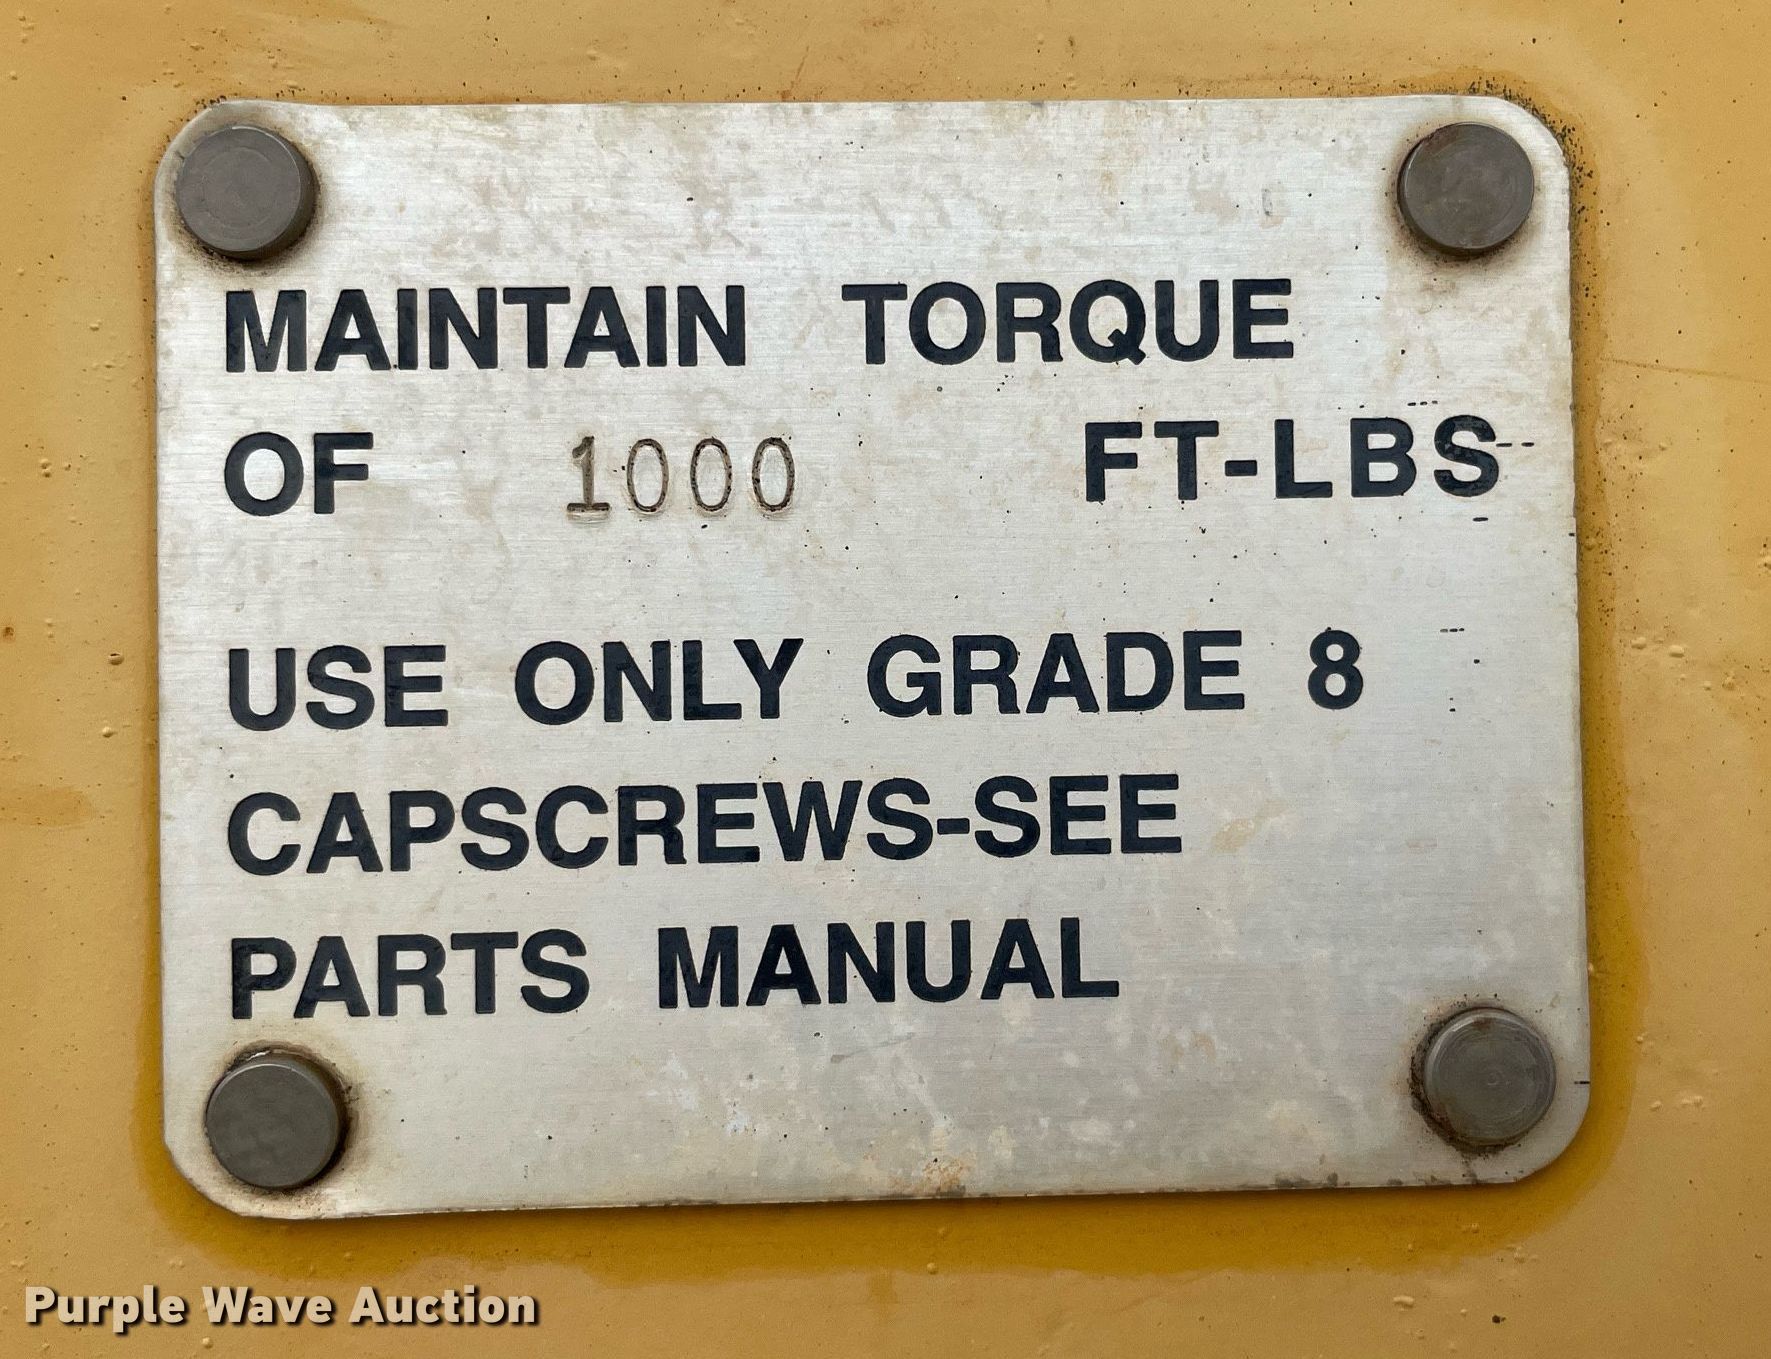 MAINTAIN TORQUE
OF 1000 FT-LBS
USE ONLY GRADE 8
CAPSCREWS-SEE
PARTS MANUAL
Purple Wave Auction